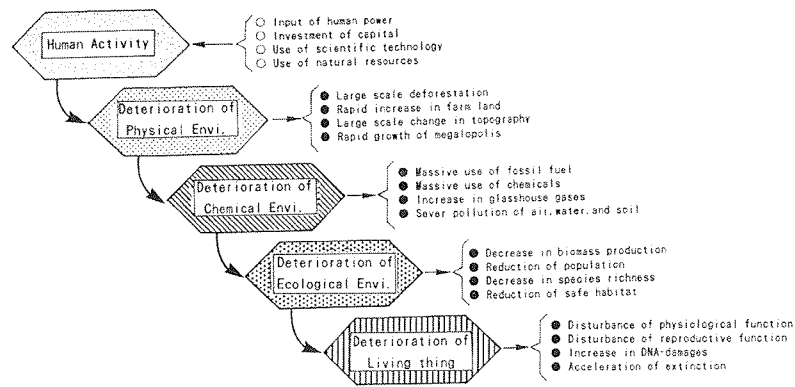 Human Activity
Input of human power
Investment of capital
Use of scientific technology
Use of natural resources
Deterioration of
Physical Envi.
Large scale deforestation
Rapid increase in farm land
Large scale change in topography
Rapid growth of megalopolis
Deterioration of
Chemical Envi.
Massive use of fossil fuel
Massive use of chemicals
Increase in glasshouse gases
Sever pollution of air, water, and soil
Deterioration of
Ecological Envi.
Decrease in biomass production
Reduction of population
Decrease in species richness
Reduction of safe habitat
Deterioration of
Living thing
Disturbance of physiological function
Disturbance of reproductive function
Increase in DNA-damages
Acceleration of extinction